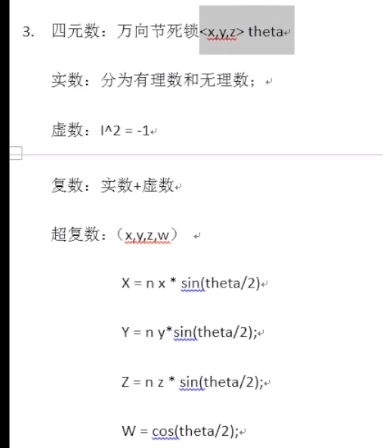 3. 四元数：万向节死锁<x,y,z> theta
实数：分为有理数和无理数；
虚数：I^2 = -1
复数：实数+虚数
超复数：（x,y,z,w）
X = n x * sin(theta/2)
Y = n y*sin(theta/2);
Z = n z * sin(theta/2);
W = cos(theta/2);